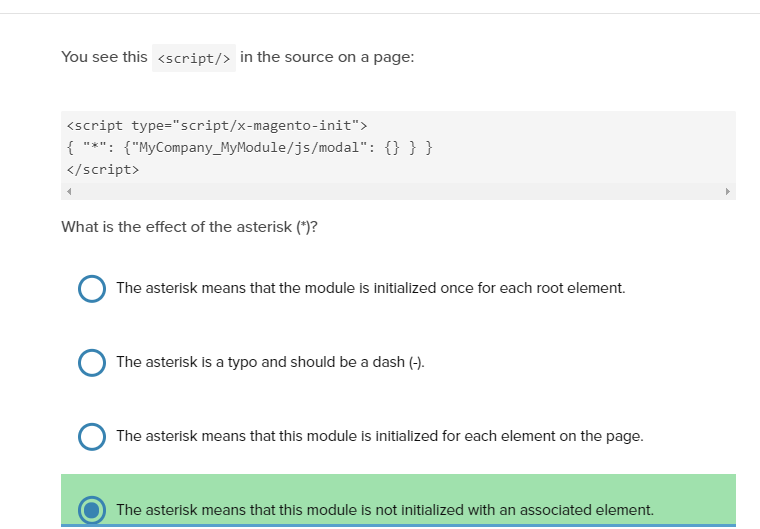 You see this <script/> in the source on a page:
<script type="script/x-magento-init">
{ "*": {"MyCompany_MyModule/js/modal": {} } }
</script>
What is the effect of the asterisk (*)?
The asterisk means that the module is initialized once for each root element.
The asterisk is a typo and should be a dash (-).
The asterisk means that this module is initialized for each element on the page.
The asterisk means that this module is not initialized with an associated element.